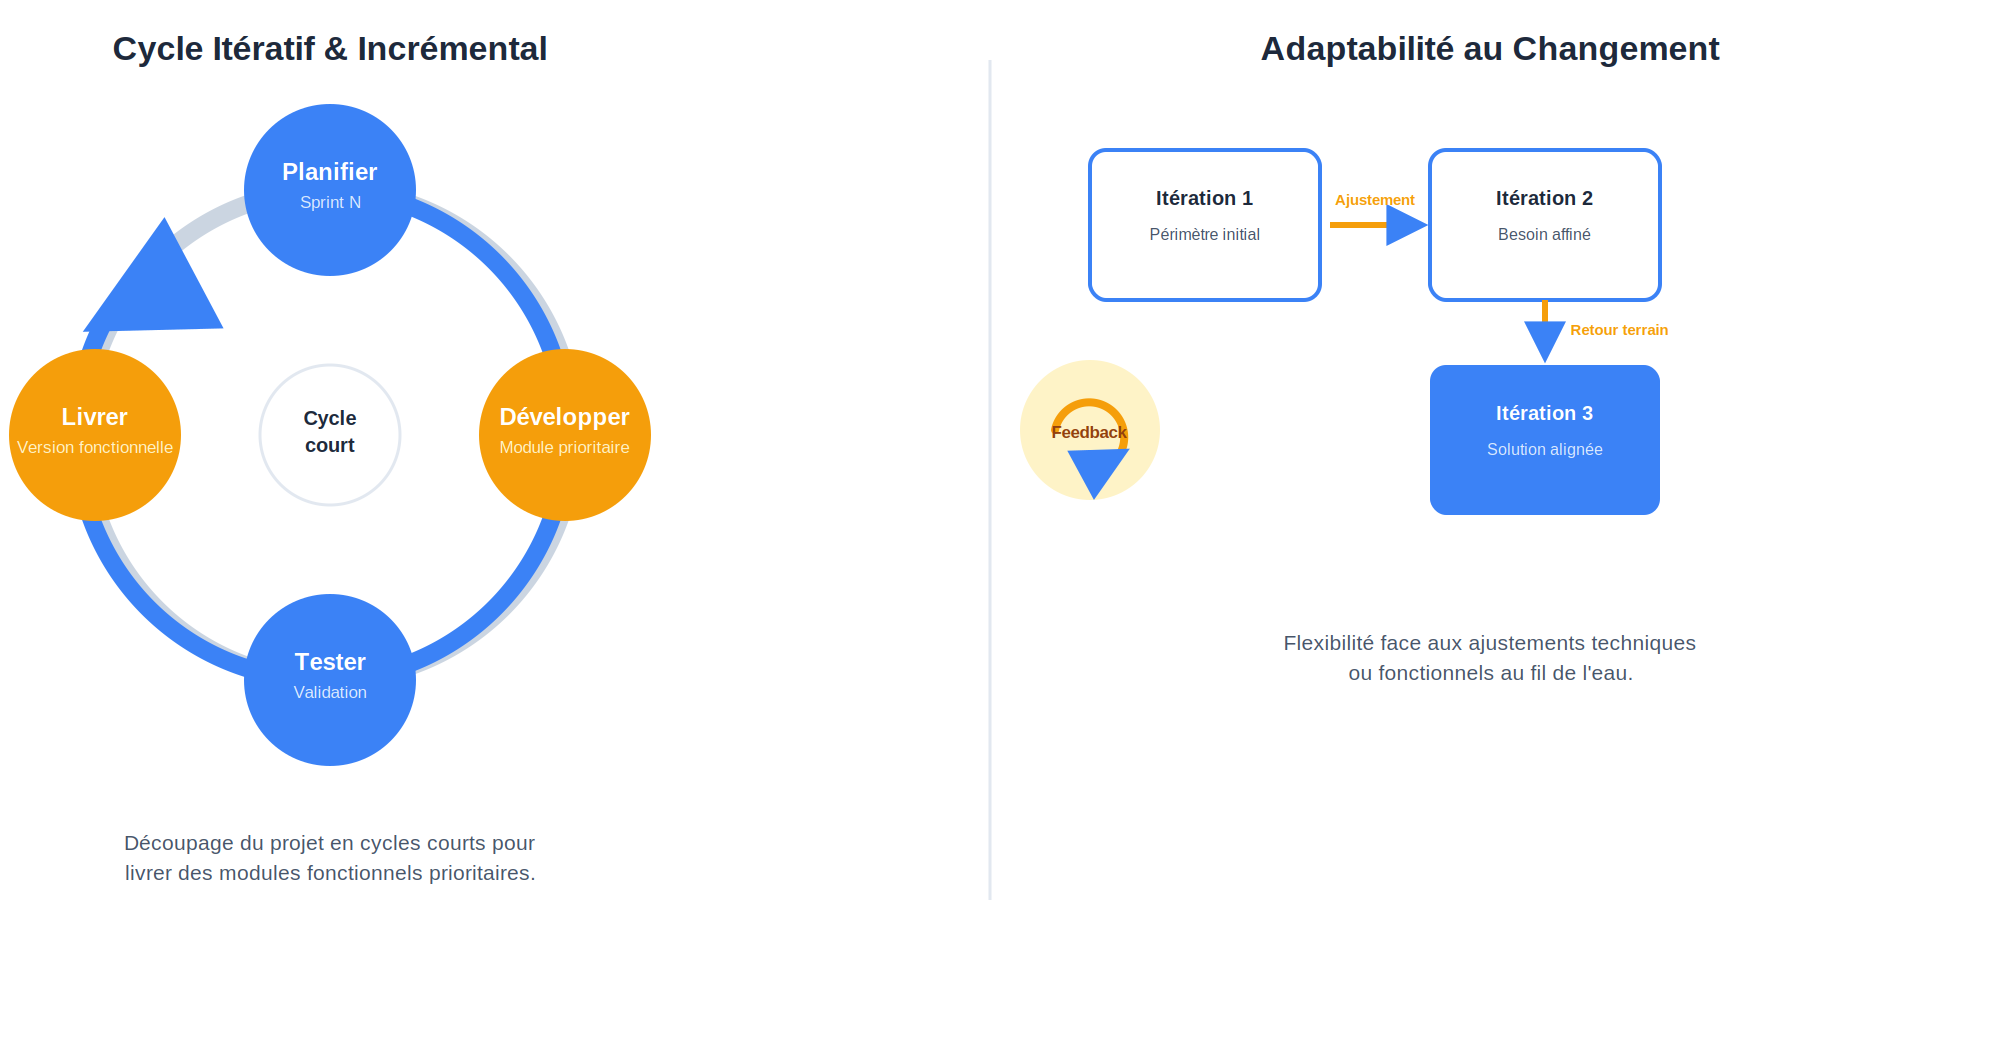 Cycle Itératif & Incrémental
Planifier
Sprint N
Livrer
Version fonctionnelle
Cycle
court
Développer
Module prioritaire
Tester
Validation
Découpage du projet en cycles courts pour
livrer des modules fonctionnels prioritaires.
Adaptabilité au Changement
Itération 1
Périmètre initial
Ajustement
Itération 2
Besoin affiné
Retour terrain
Feedback
Itération 3
Solution alignée
Flexibilité face aux ajustements techniques
ou fonctionnels au fil de l'eau.